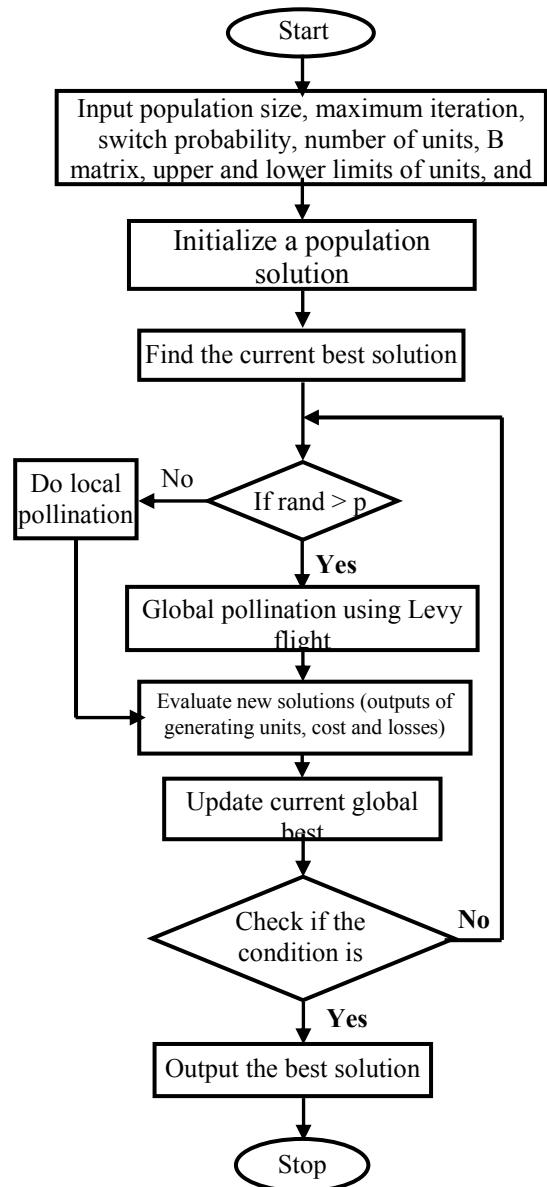 Start
Input population size, maximum iteration,
switch probability, number of units, B
matrix, upper and lower limits of units, and
Initialize a population
solution
Find the current best solution
If rand > p
No
Do local
pollination
Yes
Global pollination using Levy
flight
Evaluate new solutions (outputs of
generating units, cost and losses)
Update current global
best
Check if the
condition is
No
Yes
Output the best solution
Stop